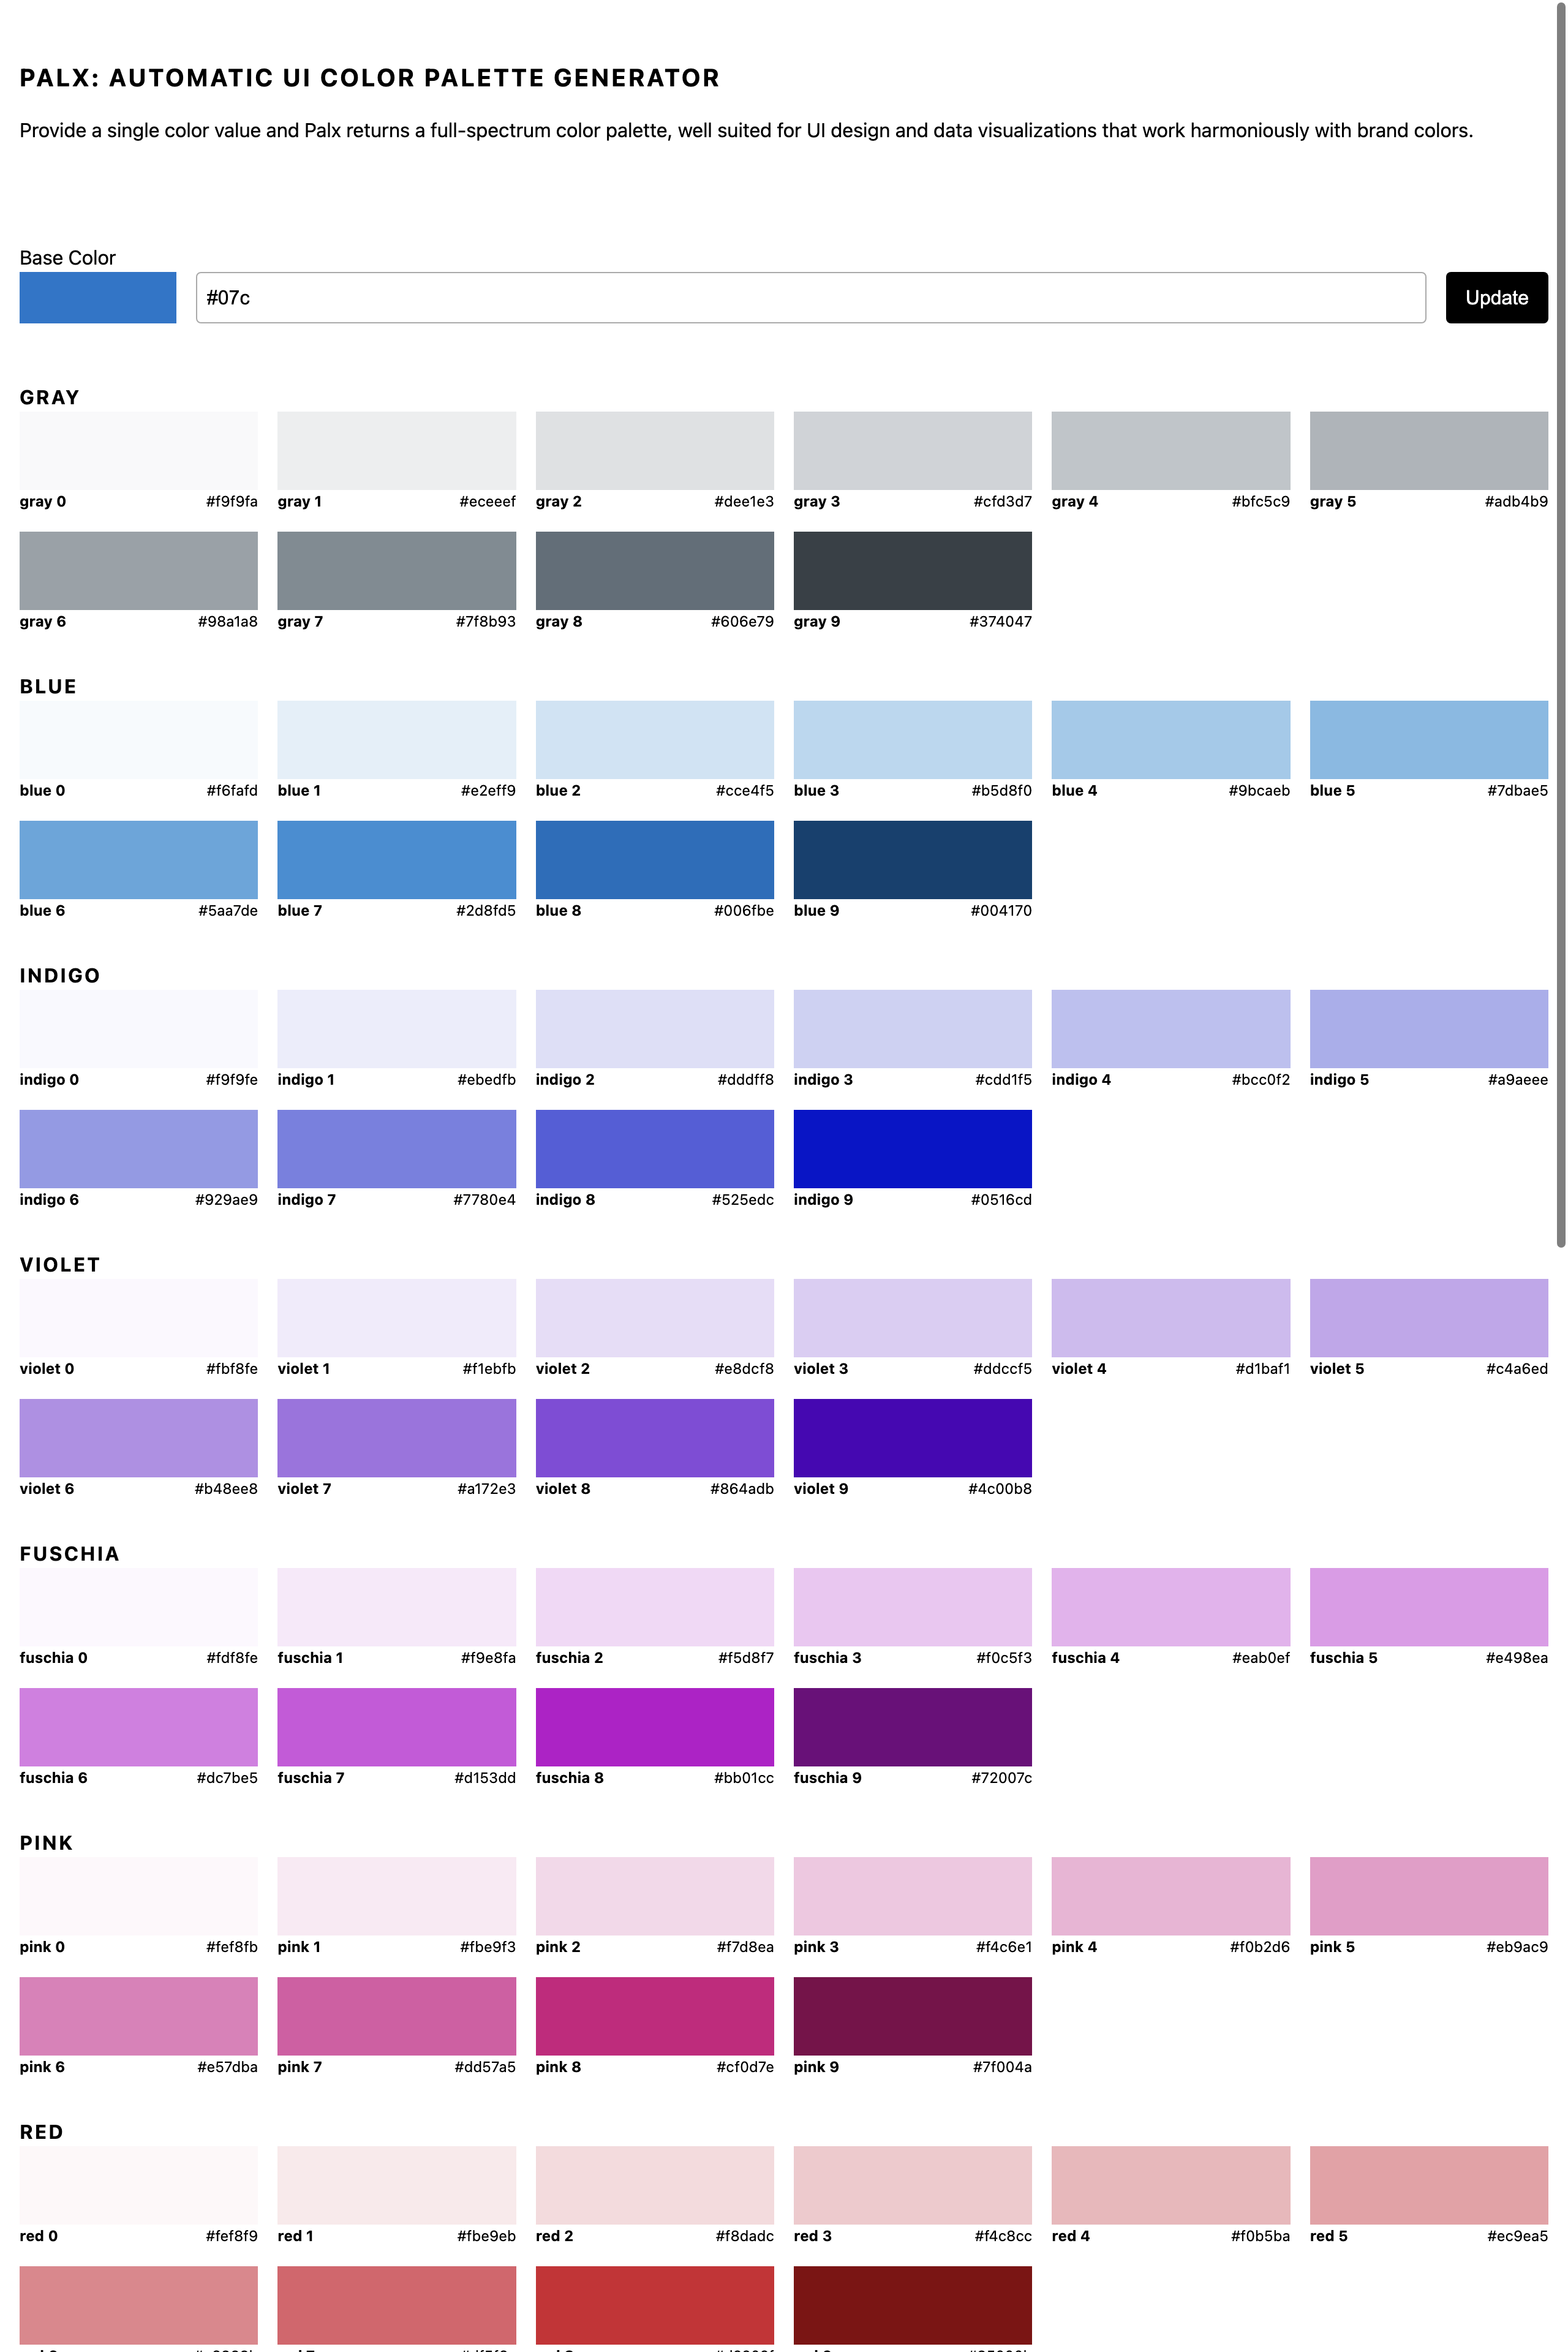 PALX: AUTOMATIC UI COLOR PALETTE GENERATOR
Provide a single color value and Palx returns a full-spectrum color palette, well suited for UI design and data visualizations that work harmoniously with brand colors.
Base Color
#07c Update
GRAY
gray 0 #f9f9fa gray 1 #eceeef gray 2 #dee1e3 gray 3 #cfd3d7 gray 4 #bfc5c9 gray 5 #adb4b9
gray 6 #98a1a8 gray 7 #7f8b93 gray 8 #606e79 gray 9 #374047
BLUE
blue 0 #f6fafd blue 1 #e2eff9 blue 2 #cce4f5 blue 3 #b5d8f0 blue 4 #9bcaeb blue 5 #7dbae5
blue 6 #5aa7de blue 7 #2d8fd5 blue 8 #006fbe blue 9 #004170
INDIGO
indigo 0 #f9f9fe indigo 1 #ebedfb indigo 2 #dddff8 indigo 3 #cdd1f5 indigo 4 #bcc0f2 indigo 5 #a9aeee
indigo 6 #929ae9 indigo 7 #7780e4 indigo 8 #525edc indigo 9 #0516cd
VIOLET
violet 0 #fbf8fe violet 1 #f1ebfb violet 2 #e8dcf8 violet 3 #ddccf5 violet 4 #d1baf1 violet 5 #c4a6ed
violet 6 #b48ee8 violet 7 #a172e3 violet 8 #864adb violet 9 #4c00b8
FUSCHIA
fuschia 0 #fdf8fe fuschia 1 #f9e8fa fuschia 2 #f5d8f7 fuschia 3 #f0c5f3 fuschia 4 #eab0ef fuschia 5 #e498ea
fuschia 6 #dc7be5 fuschia 7 #d153dd fuschia 8 #bb01cc fuschia 9 #72007c
PINK
pink 0 #fef8fb pink 1 #fbe9f3 pink 2 #f7d8ea pink 3 #f4c6e1 pink 4 #f0b2d6 pink 5 #eb9ac9
pink 6 #e57dba pink 7 #dd57a5 pink 8 #cf0d7e pink 9 #7f004a
RED
red 0 #fef8f9 red 1 #fbe9eb red 2 #f8dadc red 3 #f4c8cc red 4 #f0b5ba red 5 #ec9ea5